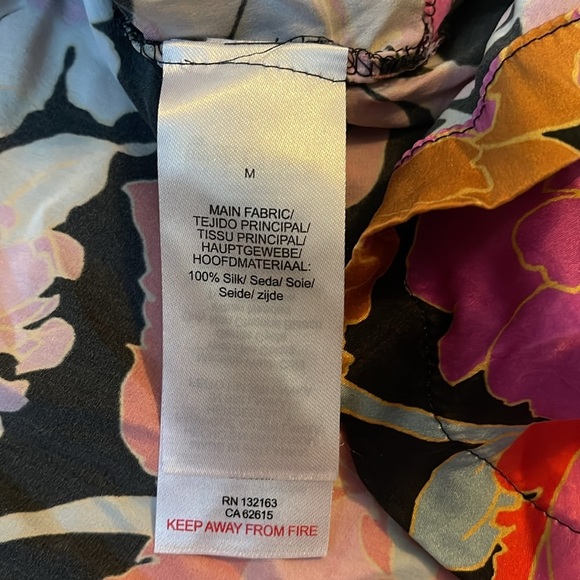 M
MAIN FABRIC/
TEJIDO PRINCIPAL/
TISSU PRINCIPAL/
HAUPTGEWEBE/
HOOFDMATERIAAL:
100% Silk/ Seda/ Soie/
Seide/ zijde
RN 132163
CA 62615
KEEP AWAY FROM FIRE